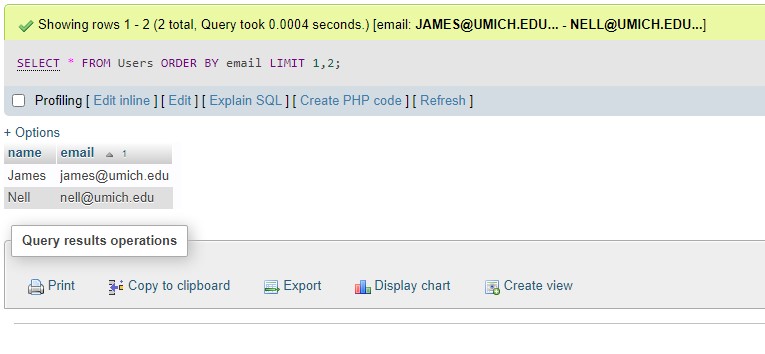 Showing rows 1 - 2 (2 total, Query took 0.0004 seconds.) [email: JAMES@UMICH.EDU... - NELL@UMICH.EDU...]
SELECT * FROM Users ORDER BY email LIMIT 1,2;
Profiling [ Edit inline ] [ Edit ] [ Explain SQL ] [ Create PHP code ] [ Refresh ]
+ Options
name email 1
James james@umich.edu
Nell nell@umich.edu
Query results operations
Print Copy to clipboard Export Display chart Create view